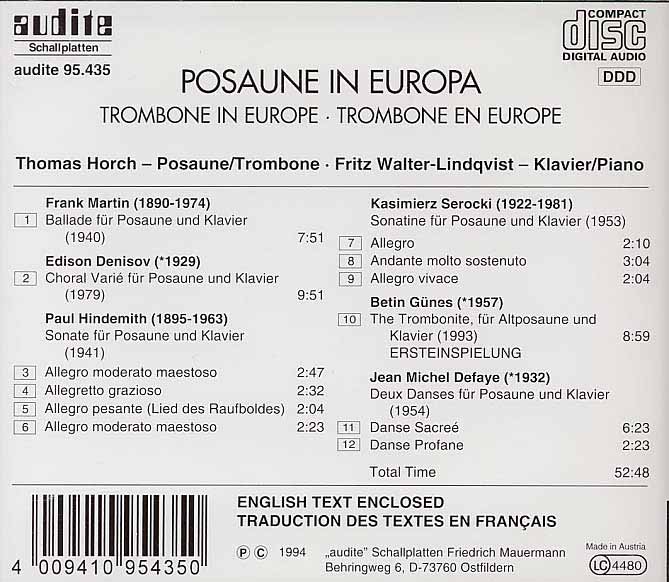 audite
Schallplatten
audite 95.435
COMPACT
disc
DIGITAL AUDIO
DDD
POSAUNE IN EUROPA
TROMBONE IN EUROPE · TROMBONE EN EUROPE
Thomas Horch – Posaune/Trombone · Fritz Walter-Lindqvist – Klavier/Piano
Frank Martin (1890-1974)
1 Ballade für Posaune und Klavier
(1940) 7:51
Edison Denisov (*1929)
2 Choral Varié für Posaune und Klavier
(1979) 9:51
Paul Hindemith (1895-1963)
Sonate für Posaune und Klavier
(1941)
3 Allegro moderato maestoso 2:47
4 Allegretto grazioso 2:32
5 Allegro pesante (Lied des Raufboldes) 2:04
6 Allegro moderato maestoso 2:23
Kasimierz Serocki (1922-1981)
Sonatine für Posaune und Klavier (1953)
7 Allegro 2:10
8 Andante molto sostenuto 3:04
9 Allegro vivace 2:04
Betin Günes (*1957)
10 The Trombonite, für Altposaune und
Klavier (1993) 8:59
ERSTEINSPIELUNG
Jean Michel Defaye (*1932)
Deux Danses für Posaune und Klavier
(1954)
11 Danse Sacreé 6:23
12 Danse Profane 2:23
Total Time 52:48
ENGLISH TEXT ENCLOSED
TRADUCTION DES TEXTES EN FRANÇAIS
4 009410 954350
Ⓟ Ⓒ 1994 „audite" Schallplatten Friedrich Mauermann
Behringweg 6, D-73760 Ostfildern
Made in Austria
LC 4480